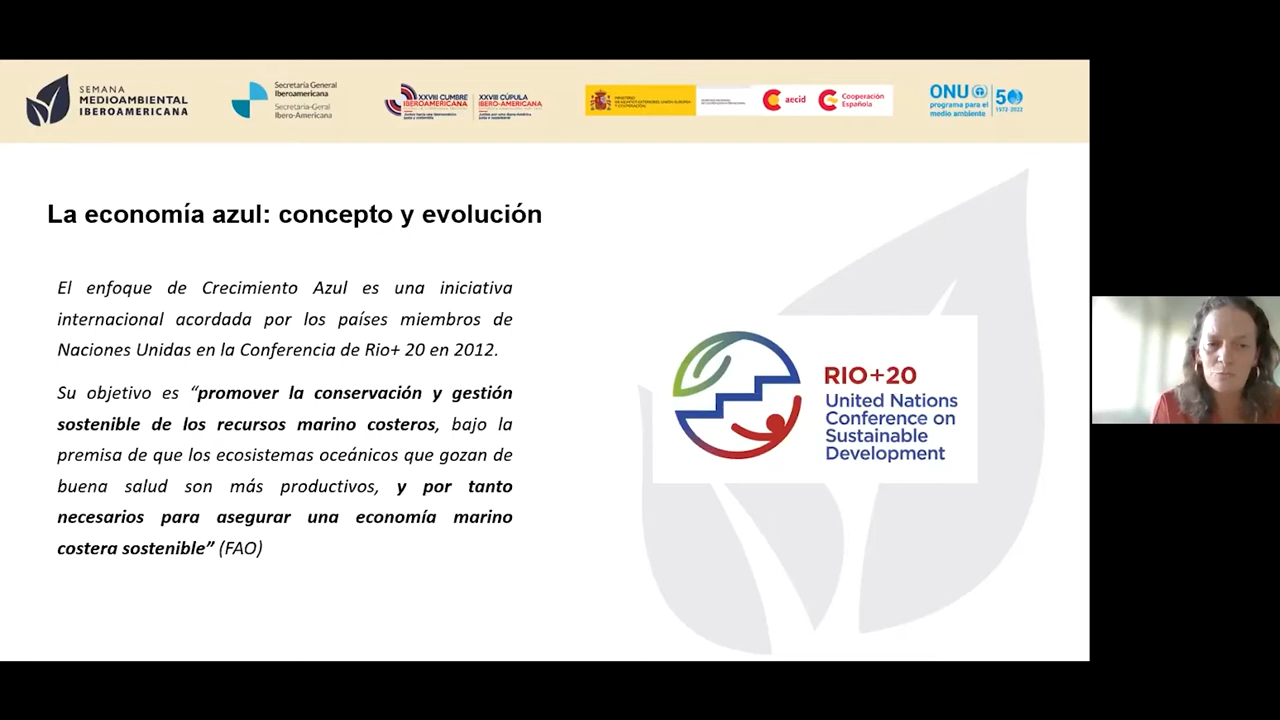 SEMANA
MEDIOAMBIENTAL
IBEROAMERICANA
Secretaría General
Iberoamericana
Secretaria-Geral
Ibero-Americana
XXVIII CUMBRE
IBEROAMERICANA
XXVIII CÚPULA
IBERO-AMERICANA
aecid
Cooperación
Española
ONU
programa para el
medio ambiente
50
1972-2022
La economía azul: concepto y evolución
El enfoque de Crecimiento Azul es una iniciativa
internacional acordada por los países miembros de
Naciones Unidas en la Conferencia de Rio+ 20 en 2012.
Su objetivo es “promover la conservación y gestión
sostenible de los recursos marino costeros, bajo la
premisa de que los ecosistemas oceánicos que gozan de
buena salud son más productivos, y por tanto
necesarios para asegurar una economía marino
costera sostenible” (FAO)
RIO+20
United Nations
Conference on
Sustainable
Development